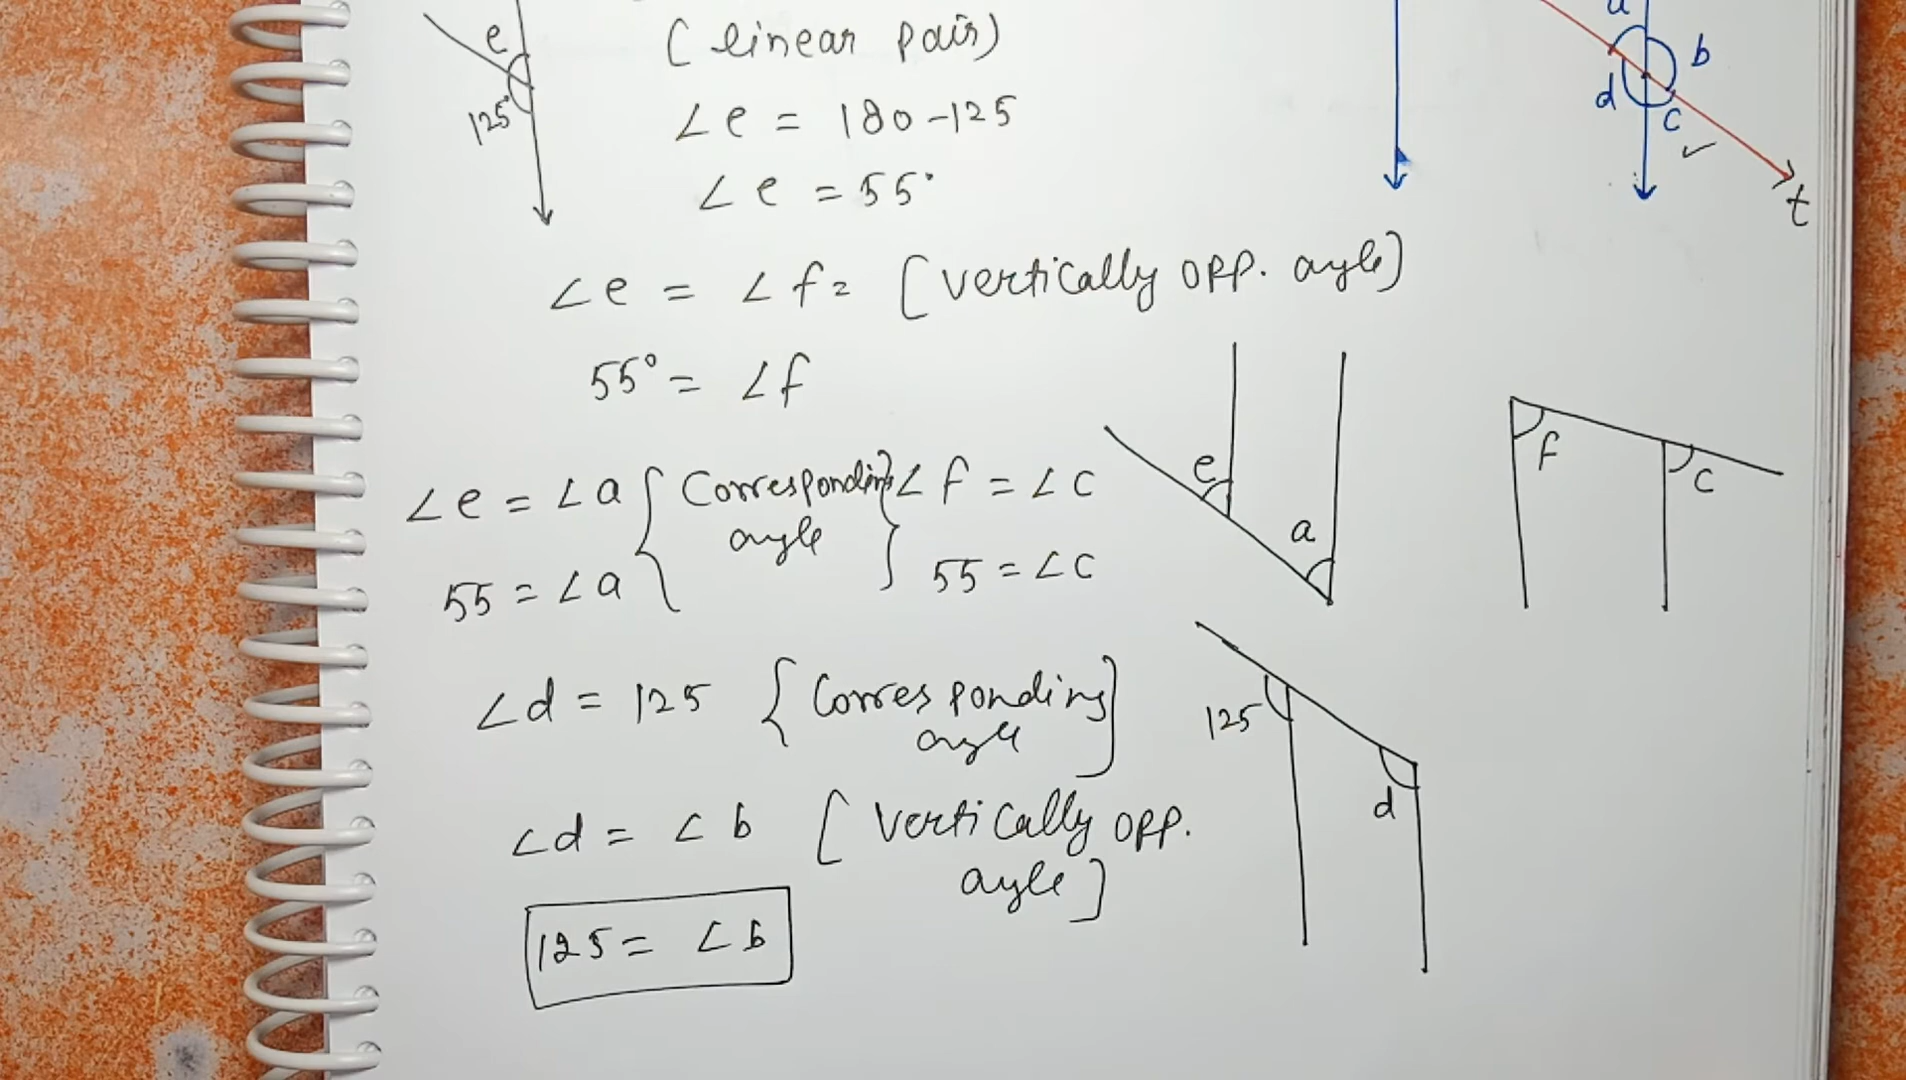 e
125°
( linear pair)
∠e = 180-125
∠e = 55°
a
b
d
c
t
∠e = ∠f = [vertically opp. angle]
55° = ∠f
∠e = ∠a { Corresponding angle } ∠f = ∠c
55 = ∠a
55 = ∠c
e
a
f
c
∠d = 125 { Corresponding angle ]
125
d
∠d = ∠b [ Vertically opp.
angle ]
125 = ∠b